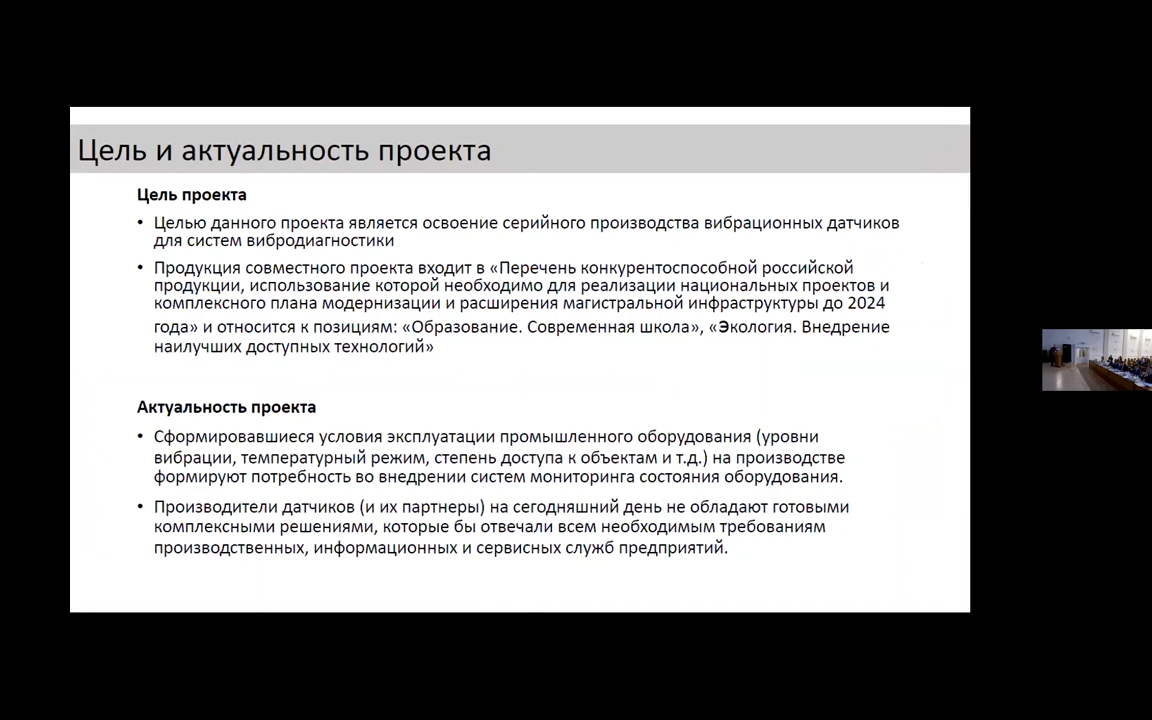 Цель и актуальность проекта
Цель проекта
• Целью данного проекта является освоение серийного производства вибрационных датчиков
для систем вибродиагностики
• Продукция совместного проекта входит в «Перечень конкурентоспособной российской
продукции, использование которой необходимо для реализации национальных проектов и
комплексного плана модернизации и расширения магистральной инфраструктуры до 2024
года» и относится к позициям: «Образование. Современная школа», «Экология. Внедрение
наилучших доступных технологий»
Актуальность проекта
• Сформировавшиеся условия эксплуатации промышленного оборудования (уровни
вибрации, температурный режим, степень доступа к объектам и т.д.) на производстве
формируют потребность во внедрении систем мониторинга состояния оборудования.
• Производители датчиков (и их партнеры) на сегодняшний день не обладают готовыми
комплексными решениями, которые бы отвечали всем необходимым требованиям
производственных, информационных и сервисных служб предприятий.